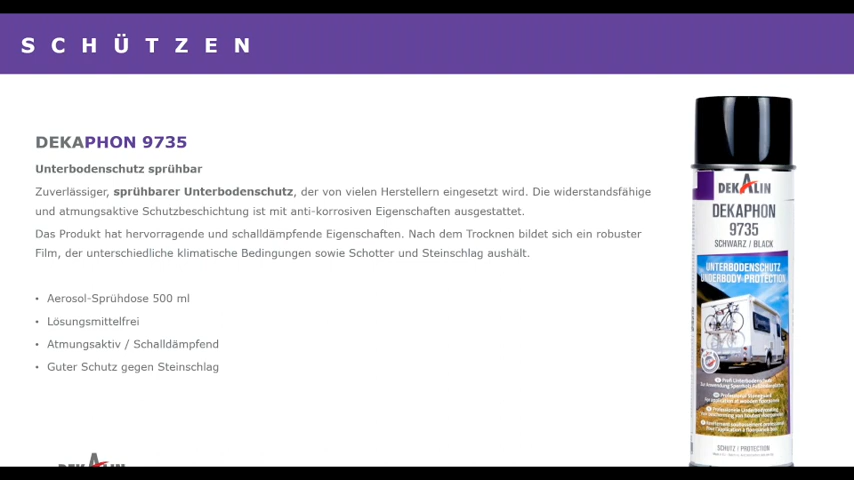 SCHÜTZEN
DEKAPHON 9735
Unterbodenschutz sprühbar
Zuverlässiger, sprühbarer Unterbodenschutz, der von vielen Herstellern eingesetzt wird. Die widerstandsfähige
und atmungsaktive Schutzbeschichtung ist mit anti-korrosiven Eigenschaften ausgestattet.
Das Produkt hat hervorragende und schalldämpfende Eigenschaften. Nach dem Trocknen bildet sich ein robuster
Film, der unterschiedliche klimatische Bedingungen sowie Schotter und Steinschlag aushält.
• Aerosol-Sprühdose 500 ml
• Lösungsmittelfrei
• Atmungsaktiv / Schalldämpfend
• Guter Schutz gegen Steinschlag
DEKALIN
DEKAPHON
9735
SCHWARZ / BLACK
UNTERBODENSCHUTZ
UNDERBODY PROTECTION
SCHUTZ / PROTECTION